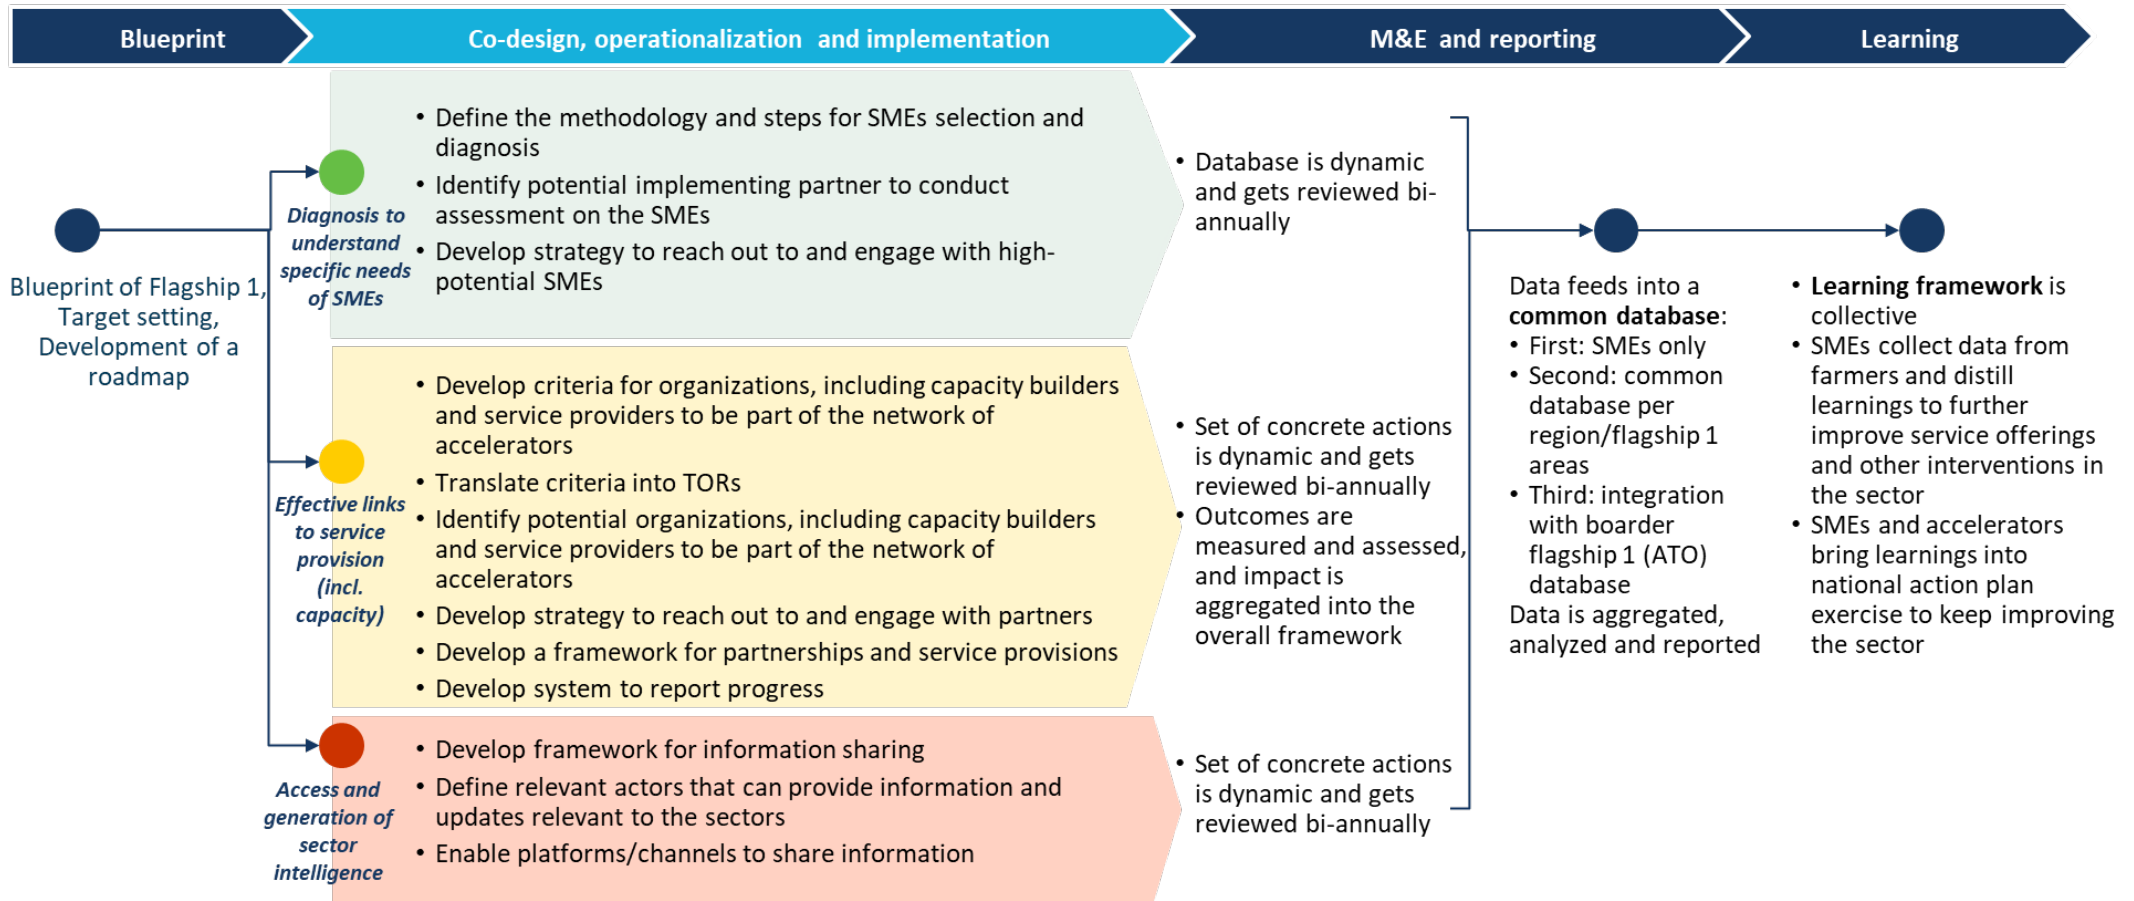 Blueprint
Co-design, operationalization and implementation
M&E and reporting
Learning
Blueprint of Flagship 1,
Target setting,
Development of a
roadmap
Diagnosis to
understand
specific needs
of SMEs
• Define the methodology and steps for SMEs selection and
diagnosis
• Identify potential implementing partner to conduct
assessment on the SMEs
• Develop strategy to reach out to and engage with high-
potential SMEs
• Database is dynamic
and gets reviewed bi-
annually
Effective links
to service
provision
(incl.
capacity)
• Develop criteria for organizations, including capacity builders
and service providers to be part of the network of
accelerators
• Translate criteria into TORs
• Identify potential organizations, including capacity builders
and service providers to be part of the network of
accelerators
• Develop strategy to reach out to and engage with partners
• Develop a framework for partnerships and service provisions
• Develop system to report progress
• Set of concrete actions
is dynamic and gets
reviewed bi-annually
• Outcomes are
measured and assessed,
and impact is
aggregated into the
overall framework
Access and
generation of
sector
intelligence
• Develop framework for information sharing
• Define relevant actors that can provide information and
updates relevant to the sectors
• Enable platforms/channels to share information
• Set of concrete actions
is dynamic and gets
reviewed bi-annually
Data feeds into a
common database:
• First: SMEs only
• Second: common
database per
region/flagship 1
areas
• Third: integration
with boarder
flagship 1 (ATO)
database
Data is aggregated,
analyzed and reported
• Learning framework is
collective
• SMEs collect data from
farmers and distill
learnings to further
improve service offerings
and other interventions in
the sector
• SMEs and accelerators
bring learnings into
national action plan
exercise to keep improving
the sector